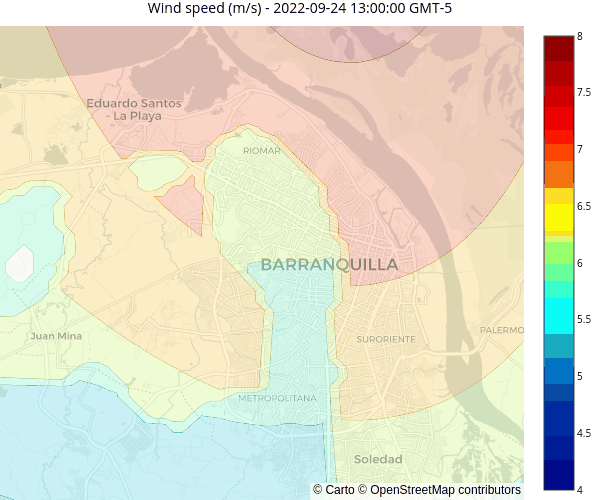 Wind speed (m/s) - 2022-09-24 13:00:00 GMT-5
8
7.5
7
6.5
6
5.5
5
4.5
4
Eduardo Santos
- La Playa
RIOMAR
BARRANQUILLA
Juan Mina
SURORIENTE
PALERMO
METROPOLITANA
Soledad
© Carto © OpenStreetMap contributors